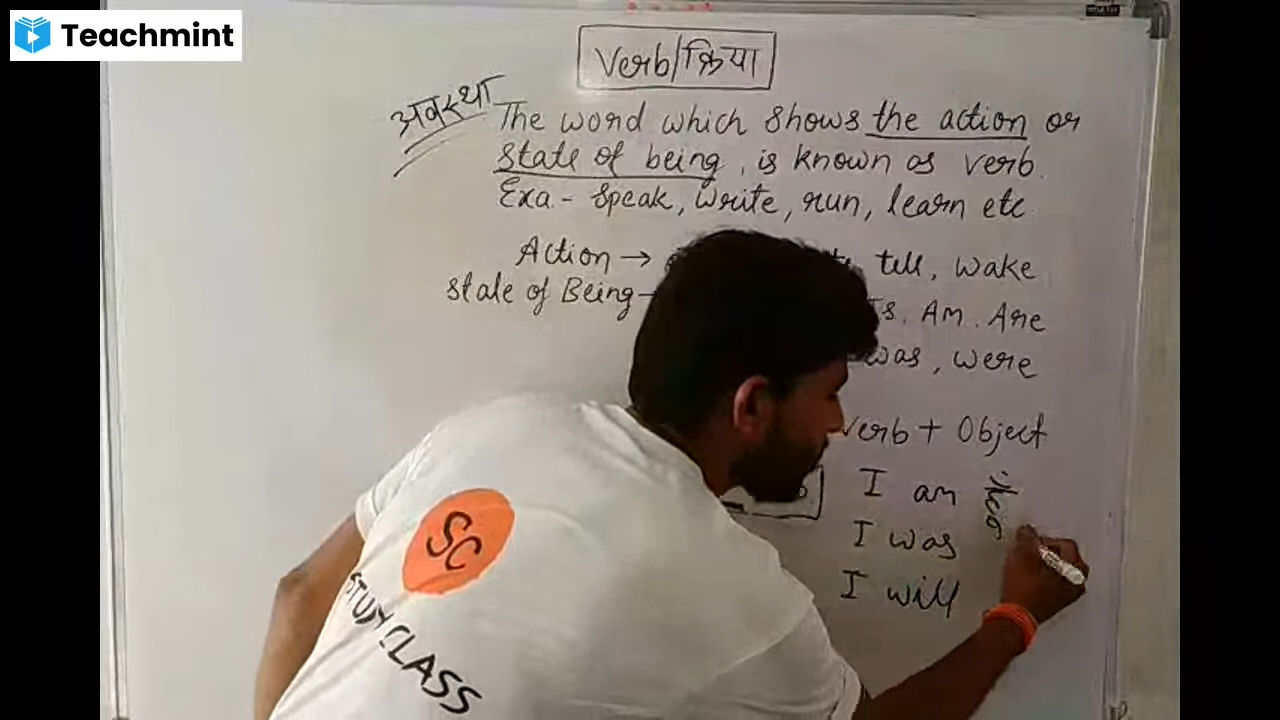 Teachmint
Verb/क्रिया
अवस्था
The word which shows the action or
state of being, is known as verb.
Exa.- Speak, write, run, learn etc
Action → tell, wake
state of Being- Is. Am. Are
was, were
verb + Object
I am
I was
I will
SC
STUDY CLASS